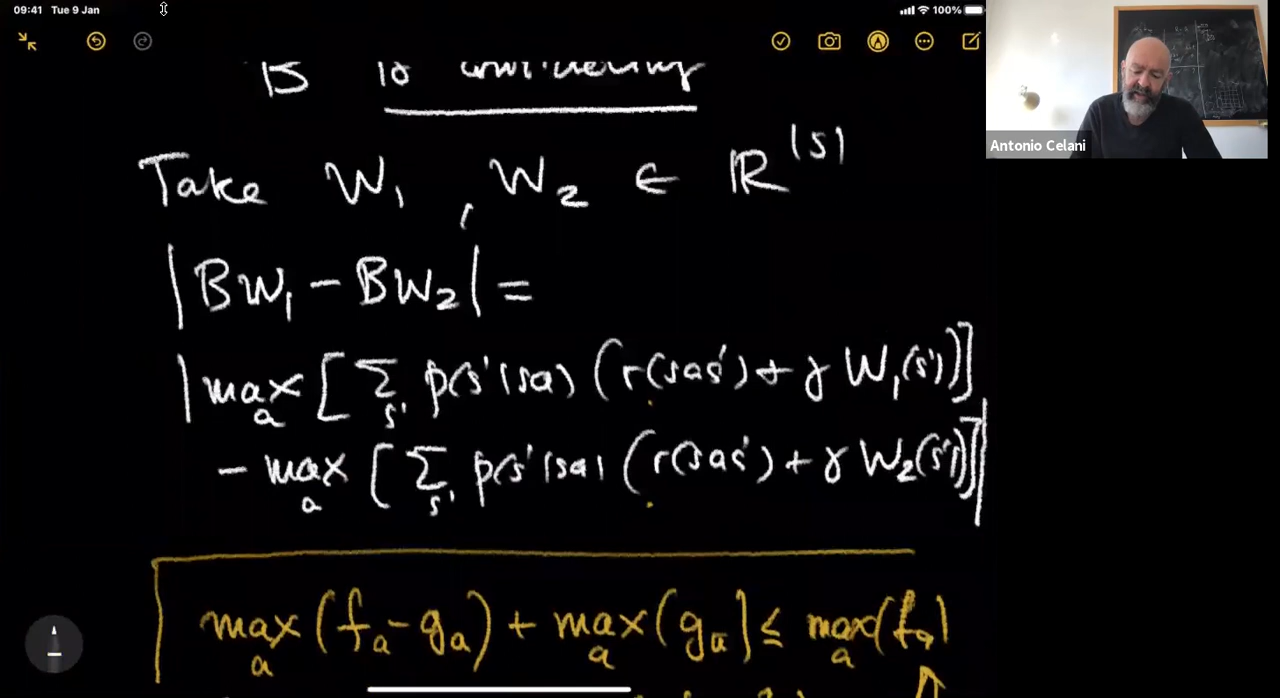 09:41 Tue 9 Jan
100%
Antonio Celani
B is contracting
Take W₁, W₂ ∈ ℝ^|S|
|BW₁ - BW₂| =
|max_a [Σ_s' p(s'|sa) (r(sas') + γ W₁(s'))]
- max_a [Σ_s' p(s'|sa) (r(sas') + γ W₂(s'))]|
max_a (f_a - g_a) + max_a (g_a) ≤ max_a (f_a)